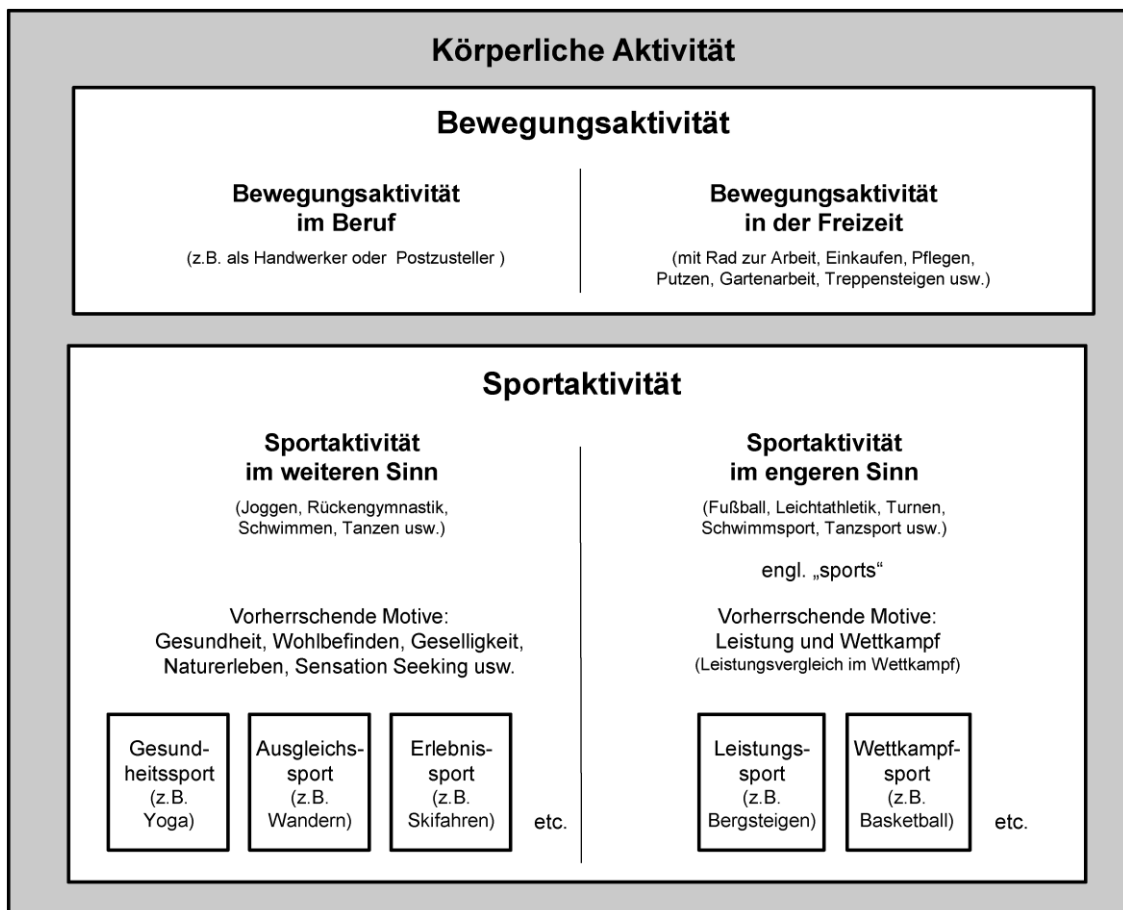 Körperliche Aktivität
Bewegungsaktivität
Bewegungsaktivität
im Beruf
(z.B. als Handwerker oder Postzusteller )
Bewegungsaktivität
in der Freizeit
(mit Rad zur Arbeit, Einkaufen, Pflegen,
Putzen, Gartenarbeit, Treppensteigen usw.)
Sportaktivität
Sportaktivität
im weiteren Sinn
(Joggen, Rückengymnastik,
Schwimmen, Tanzen usw.)
Vorherrschende Motive:
Gesundheit, Wohlbefinden, Geselligkeit,
Naturerleben, Sensation Seeking usw.
Gesund-
heitssport
(z.B.
Yoga)
Ausgleichs-
sport
(z.B.
Wandern)
Erlebnis-
sport
(z.B.
Skifahren)
etc.
Sportaktivität
im engeren Sinn
(Fußball, Leichtathletik, Turnen,
Schwimmsport, Tanzsport usw.)
engl. „sports“
Vorherrschende Motive:
Leistung und Wettkampf
(Leistungsvergleich im Wettkampf)
Leistungs-
sport
(z.B.
Bergsteigen)
Wettkampf-
sport
(z.B.
Basketball)
etc.